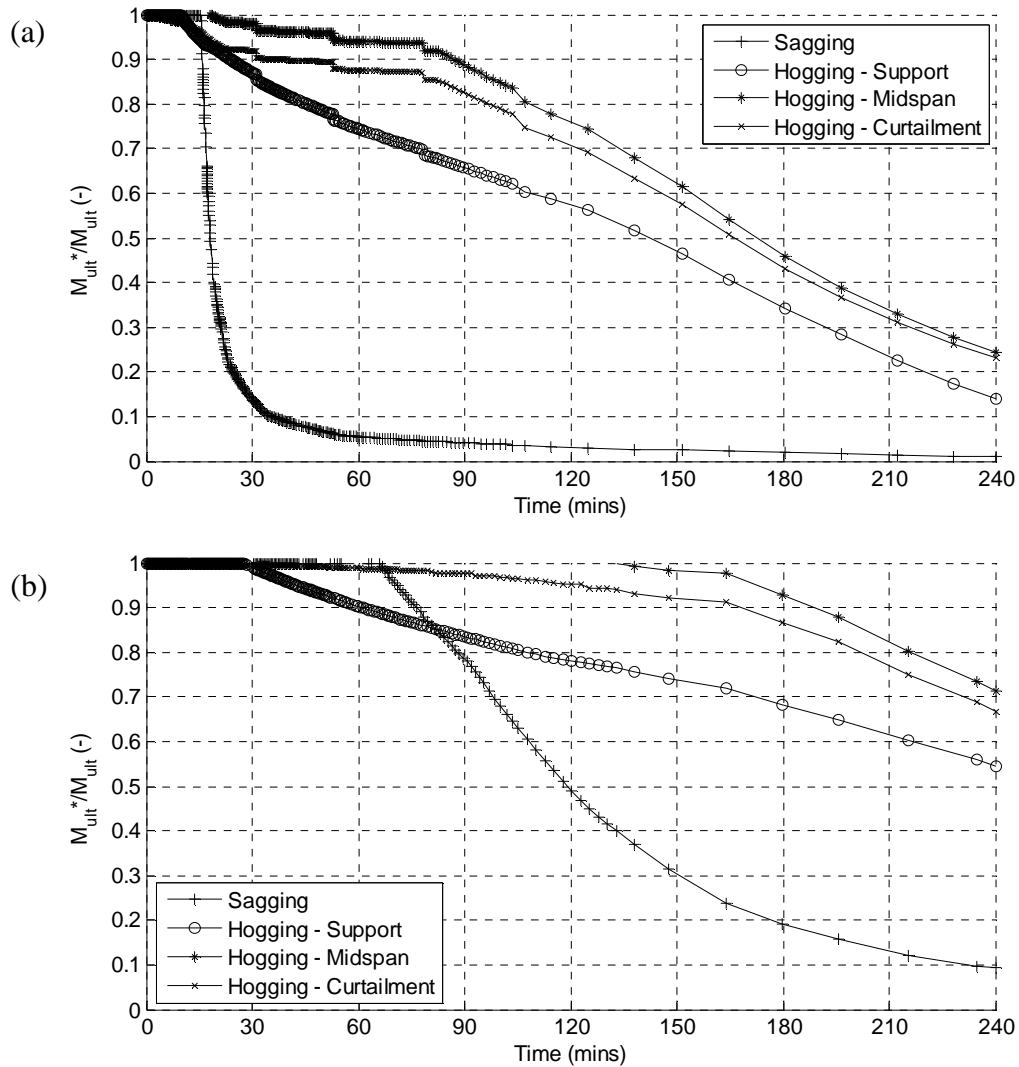 (a)
1
0.9
0.8
0.7
0.6
0.5
0.4
0.3
0.2
0.1
0
M_ult*/M_ult (-)
Sagging
Hogging - Support
Hogging - Midspan
Hogging - Curtailment
0 30 60 90 120 150 180 210 240
Time (mins)
(b)
1
0.9
0.8
0.7
0.6
0.5
0.4
0.3
0.2
0.1
0
M_ult*/M_ult (-)
Sagging
Hogging - Support
Hogging - Midspan
Hogging - Curtailment
0 30 60 90 120 150 180 210 240
Time (mins)